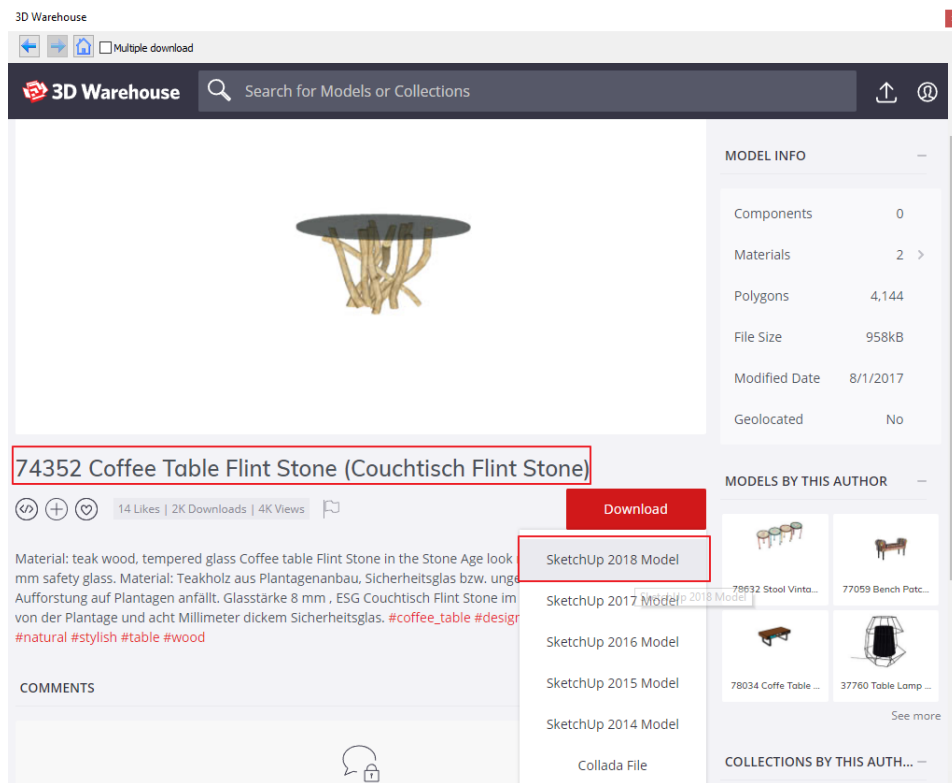 3D Warehouse
Multiple download
3D Warehouse
Search for Models or Collections
MODEL INFO
Components 0
Materials 2
Polygons 4,144
File Size 958kB
Modified Date 8/1/2017
Geolocated No
74352 Coffee Table Flint Stone (Couchtisch Flint Stone)
14 Likes | 2K Downloads | 4K Views
Download
Material: teak wood, tempered glass Coffee table Flint Stone in the Stone Age look
mm safety glass. Material: Teakholz aus Plantagenanbau, Sicherheitsglas bzw. unge
Aufforstung auf Plantagen anfällt. Glasstärke 8 mm , ESG Couchtisch Flint Stone im
von der Plantage und acht Millimeter dickem Sicherheitsglas. #coffee_table #design
#natural #stylish #table #wood
SketchUp 2018 Model
SketchUp 2017 Model
SketchUp 2018 Model
SketchUp 2016 Model
SketchUp 2015 Model
SketchUp 2014 Model
Collada File
COMMENTS
MODELS BY THIS AUTHOR
78632 Stool Vinta...
77059 Bench Patc...
78034 Coffe Table ...
37760 Table Lamp ...
See more
COLLECTIONS BY THIS AUTH...